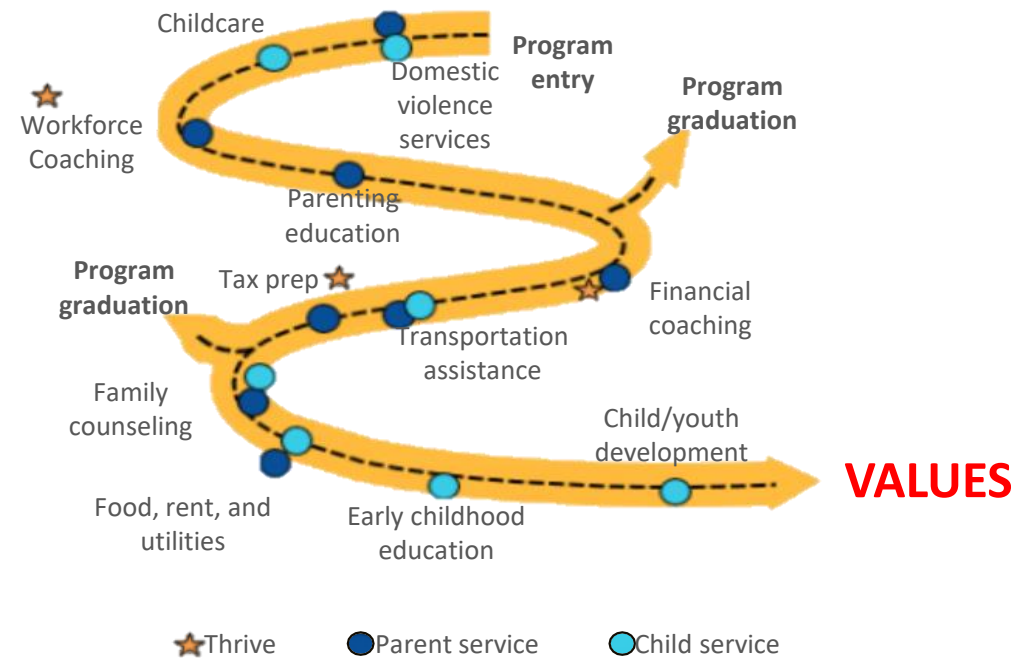 Childcare
Program
entry
Domestic
violence
services
Program
graduation
Workforce
Coaching
Parenting
education
Program
graduation
Tax prep
Financial
coaching
Transportation
assistance
Family
counseling
Child/youth
development
VALUES
Food, rent, and
utilities
Early childhood
education
Thrive
Parent service
Child service